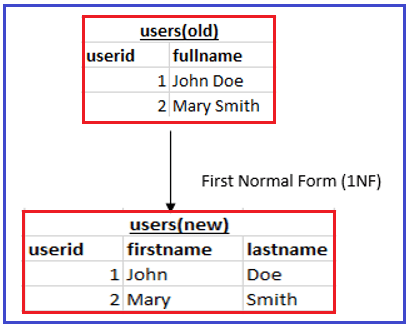 users(old)
userid fullname
1 John Doe
2 Mary Smith
First Normal Form (1NF)
users(new)
userid firstname lastname
1 John Doe
2 Mary Smith